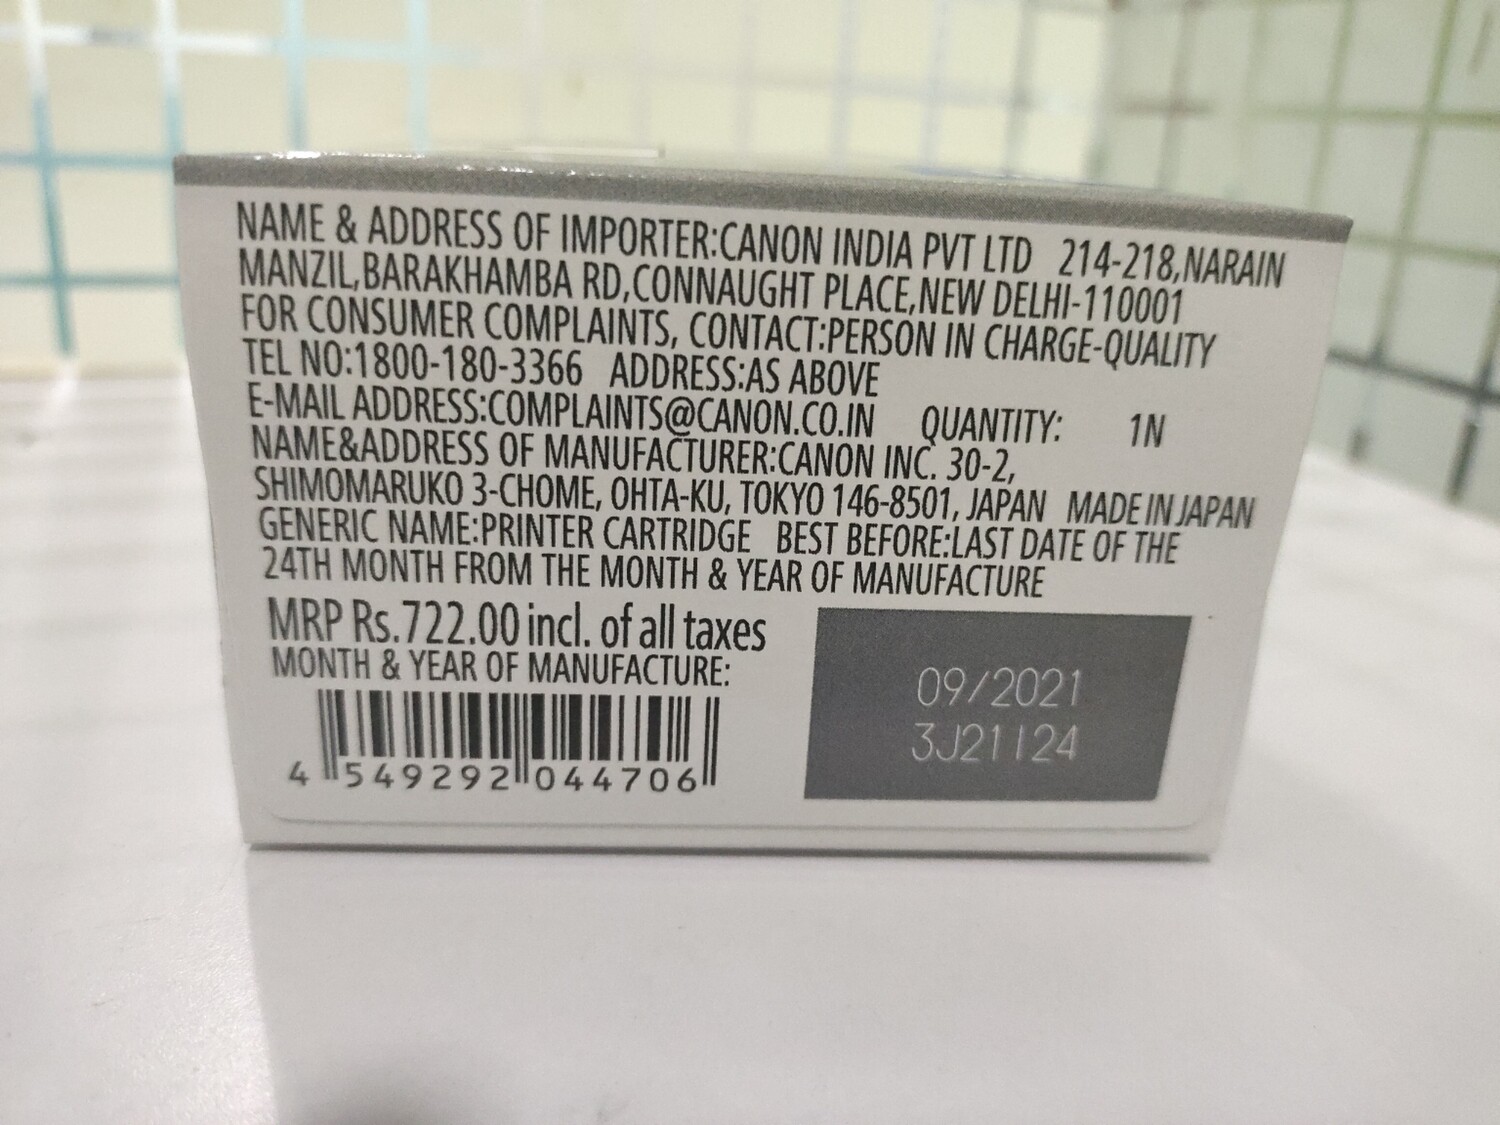 NAME & ADDRESS OF IMPORTER:CANON INDIA PVT LTD 214-218,NARAIN
MANZIL,BARAKHAMBA RD,CONNAUGHT PLACE,NEW DELHI-110001
FOR CONSUMER COMPLAINTS, CONTACT:PERSON IN CHARGE-QUALITY
TEL NO:1800-180-3366 ADDRESS:AS ABOVE
E-MAIL ADDRESS:COMPLAINTS@CANON.CO.IN QUANTITY: 1N
NAME&ADDRESS OF MANUFACTURER:CANON INC. 30-2,
SHIMOMARUKO 3-CHOME, OHTA-KU, TOKYO 146-8501, JAPAN MADE IN JAPAN
GENERIC NAME:PRINTER CARTRIDGE BEST BEFORE:LAST DATE OF THE
24TH MONTH FROM THE MONTH & YEAR OF MANUFACTURE
MRP Rs.722.00 incl. of all taxes
MONTH & YEAR OF MANUFACTURE:
09/2021
3J21I24
4 549292 044706